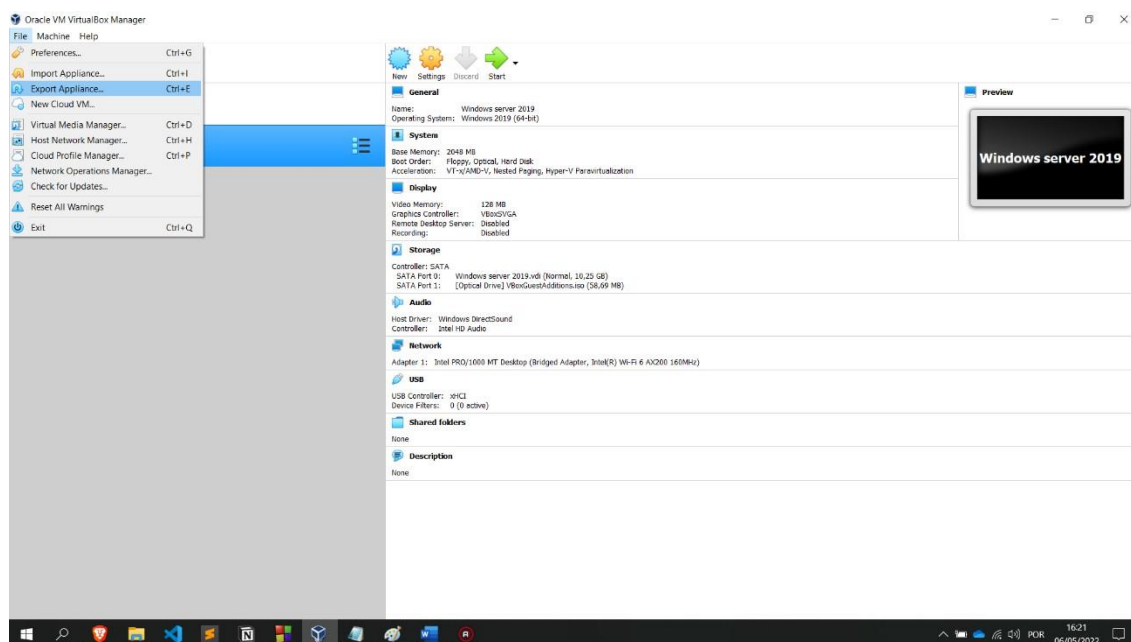 Oracle VM VirtualBox Manager
File Machine Help
Preferences... Ctrl+G
Import Appliance... Ctrl+I
Export Appliance... Ctrl+E
New Cloud VM...
Virtual Media Manager... Ctrl+D
Host Network Manager... Ctrl+H
Cloud Profile Manager... Ctrl+P
Network Operations Manager...
Check for Updates...
Reset All Warnings
Exit Ctrl+Q
New Settings Discard Start
General
Name: Windows server 2019
Operating System: Windows 2019 (64-bit)
System
Base Memory: 2048 MB
Boot Order: Floppy, Optical, Hard Disk
Acceleration: VT-x/AMD-V, Nested Paging, Hyper-V Paravirtualization
Display
Video Memory: 128 MB
Graphics Controller: VBoxSVGA
Remote Desktop Server: Disabled
Recording: Disabled
Storage
Controller: SATA
SATA Port 0: Windows server 2019.vdi (Normal, 10,25 GB)
SATA Port 1: [Optical Drive] VBoxGuestAdditions.iso (58,69 MB)
Audio
Host Driver: Windows DirectSound
Controller: Intel HD Audio
Network
Adapter 1: Intel PRO/1000 MT Desktop (Bridged Adapter, Intel(R) Wi-Fi 6 AX200 160MHz)
USB
USB Controller: xHCI
Device Filters: 0 (0 active)
Shared folders
None
Description
None
Preview
Windows server 2019
POR
16:21
06/05/2022